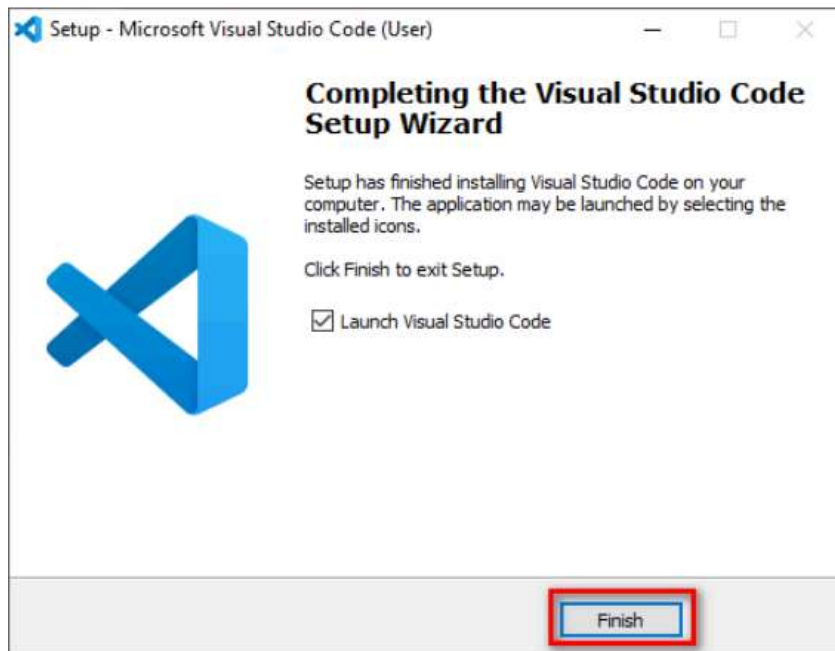 Setup - Microsoft Visual Studio Code (User)
Completing the Visual Studio Code
Setup Wizard
Setup has finished installing Visual Studio Code on your
computer. The application may be launched by selecting the
installed icons.
Click Finish to exit Setup.
Launch Visual Studio Code
Finish